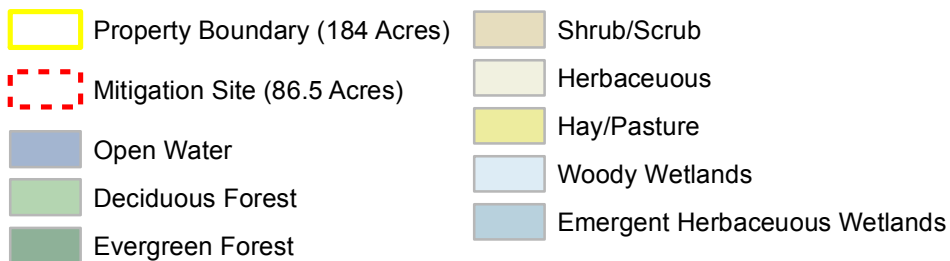 Property Boundary (184 Acres)
Mitigation Site (86.5 Acres)
Open Water
Deciduous Forest
Evergreen Forest
Shrub/Scrub
Herbaceuous
Hay/Pasture
Woody Wetlands
Emergent Herbaceuous Wetlands